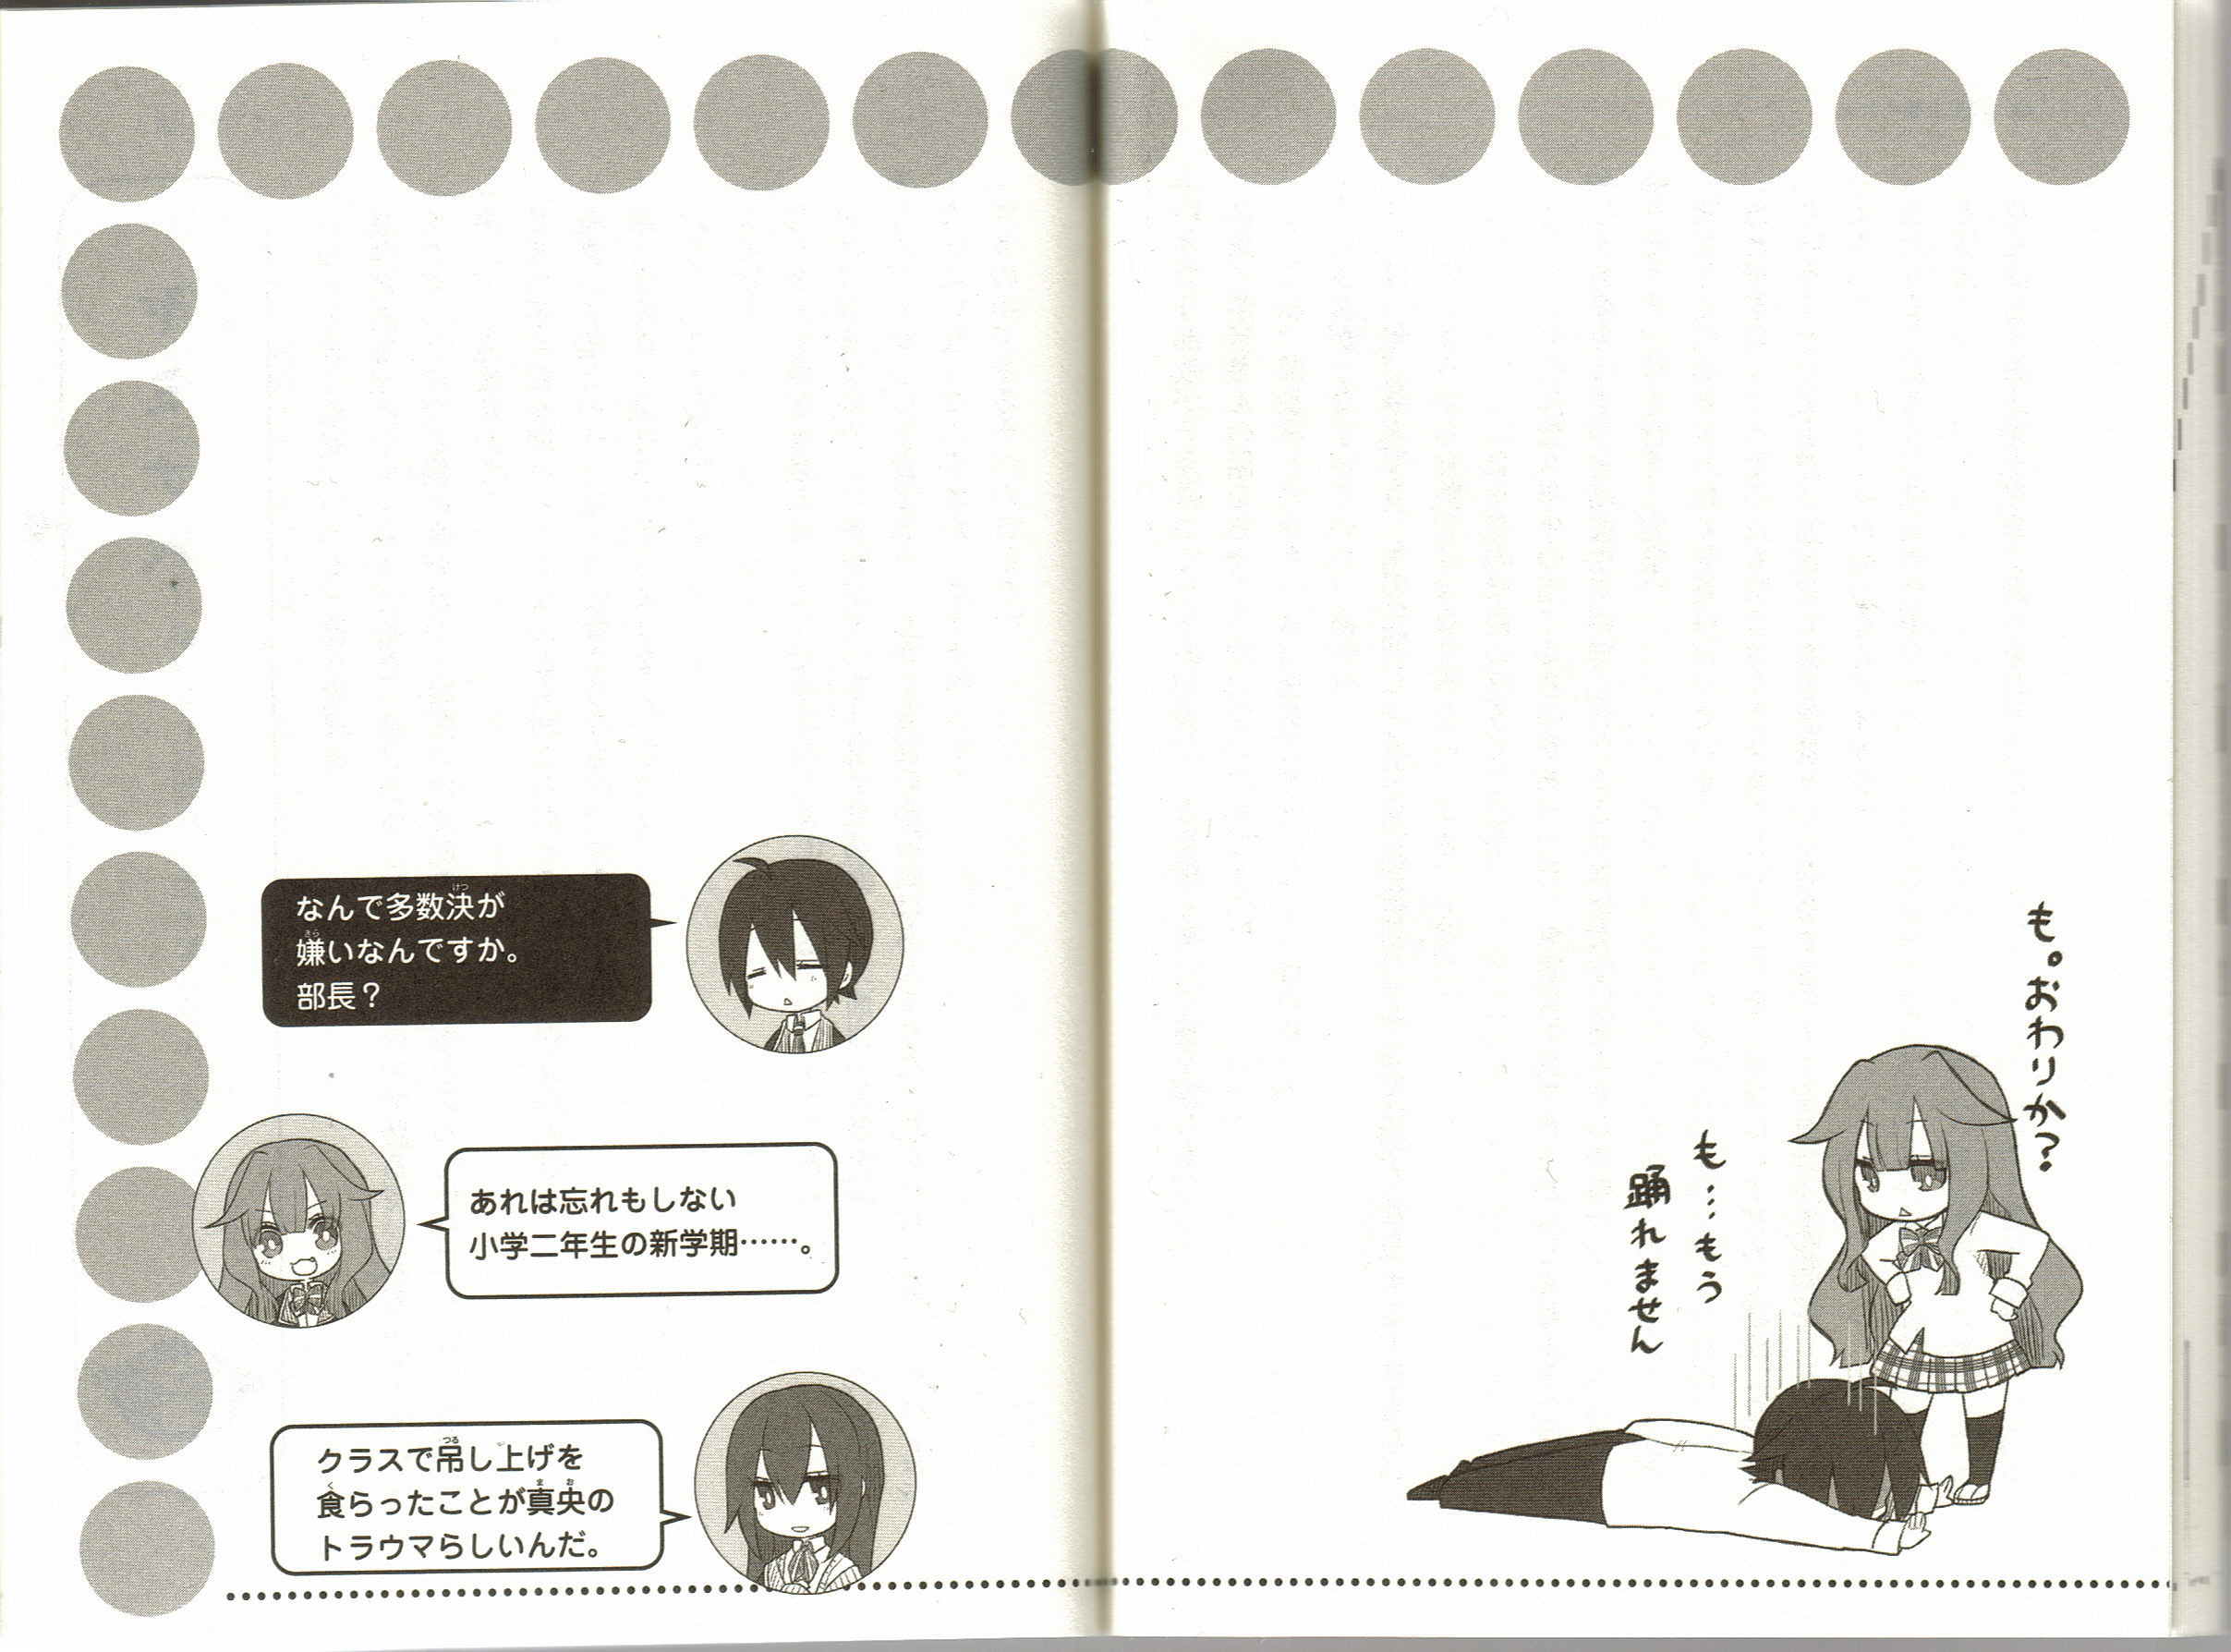 も。おわりか?
も…もう
踊れません
なんで多数決が
嫌いなんですか。
部長?
あれは忘れもしない
小学二年生の新学期……。
クラスで吊し上げを
食らったことが真央の
トラウマらしいんだ。